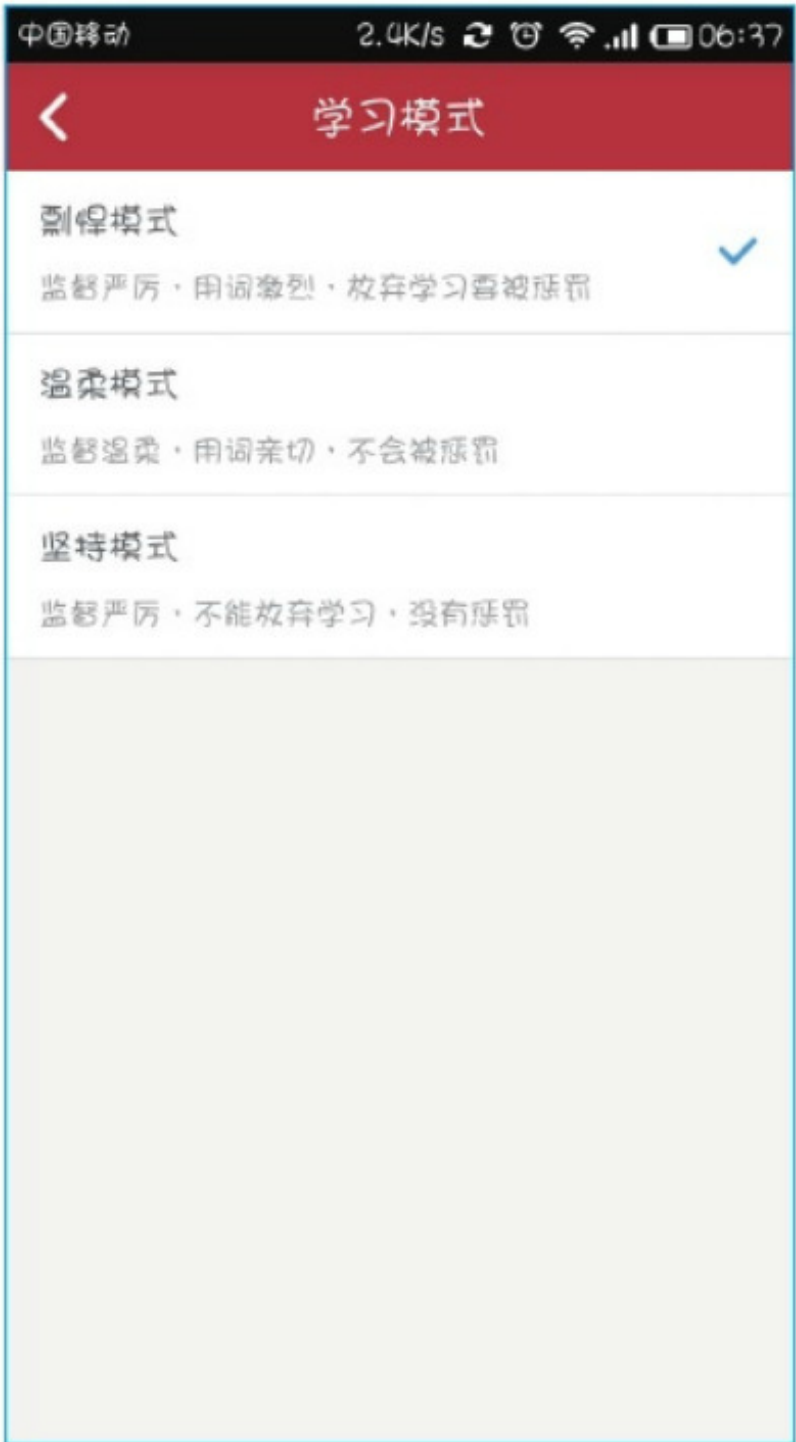 中国移动 2.4K/s 06:37
学习模式
剽悍模式
监督严厉,用词激烈,放弃学习要被惩罚
温柔模式
监督温柔,用词亲切,不会被惩罚
坚持模式
监督严厉,不能放弃学习,没有惩罚